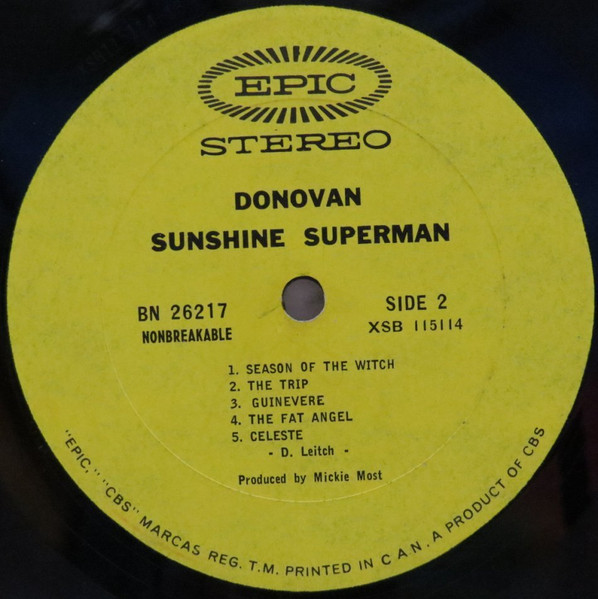 EPIC
STEREO
DONOVAN
SUNSHINE SUPERMAN
BN 26217
NONBREAKABLE
SIDE 2
XSB 115114
1. SEASON OF THE WITCH
2. THE TRIP
3. GUINEVERE
4. THE FAT ANGEL
5. CELESTE
- D. Leitch -
Produced by Mickie Most
"EPIC," "CBS" MARCAS REG. T.M. PRINTED IN CAN. A PRODUCT OF CBS